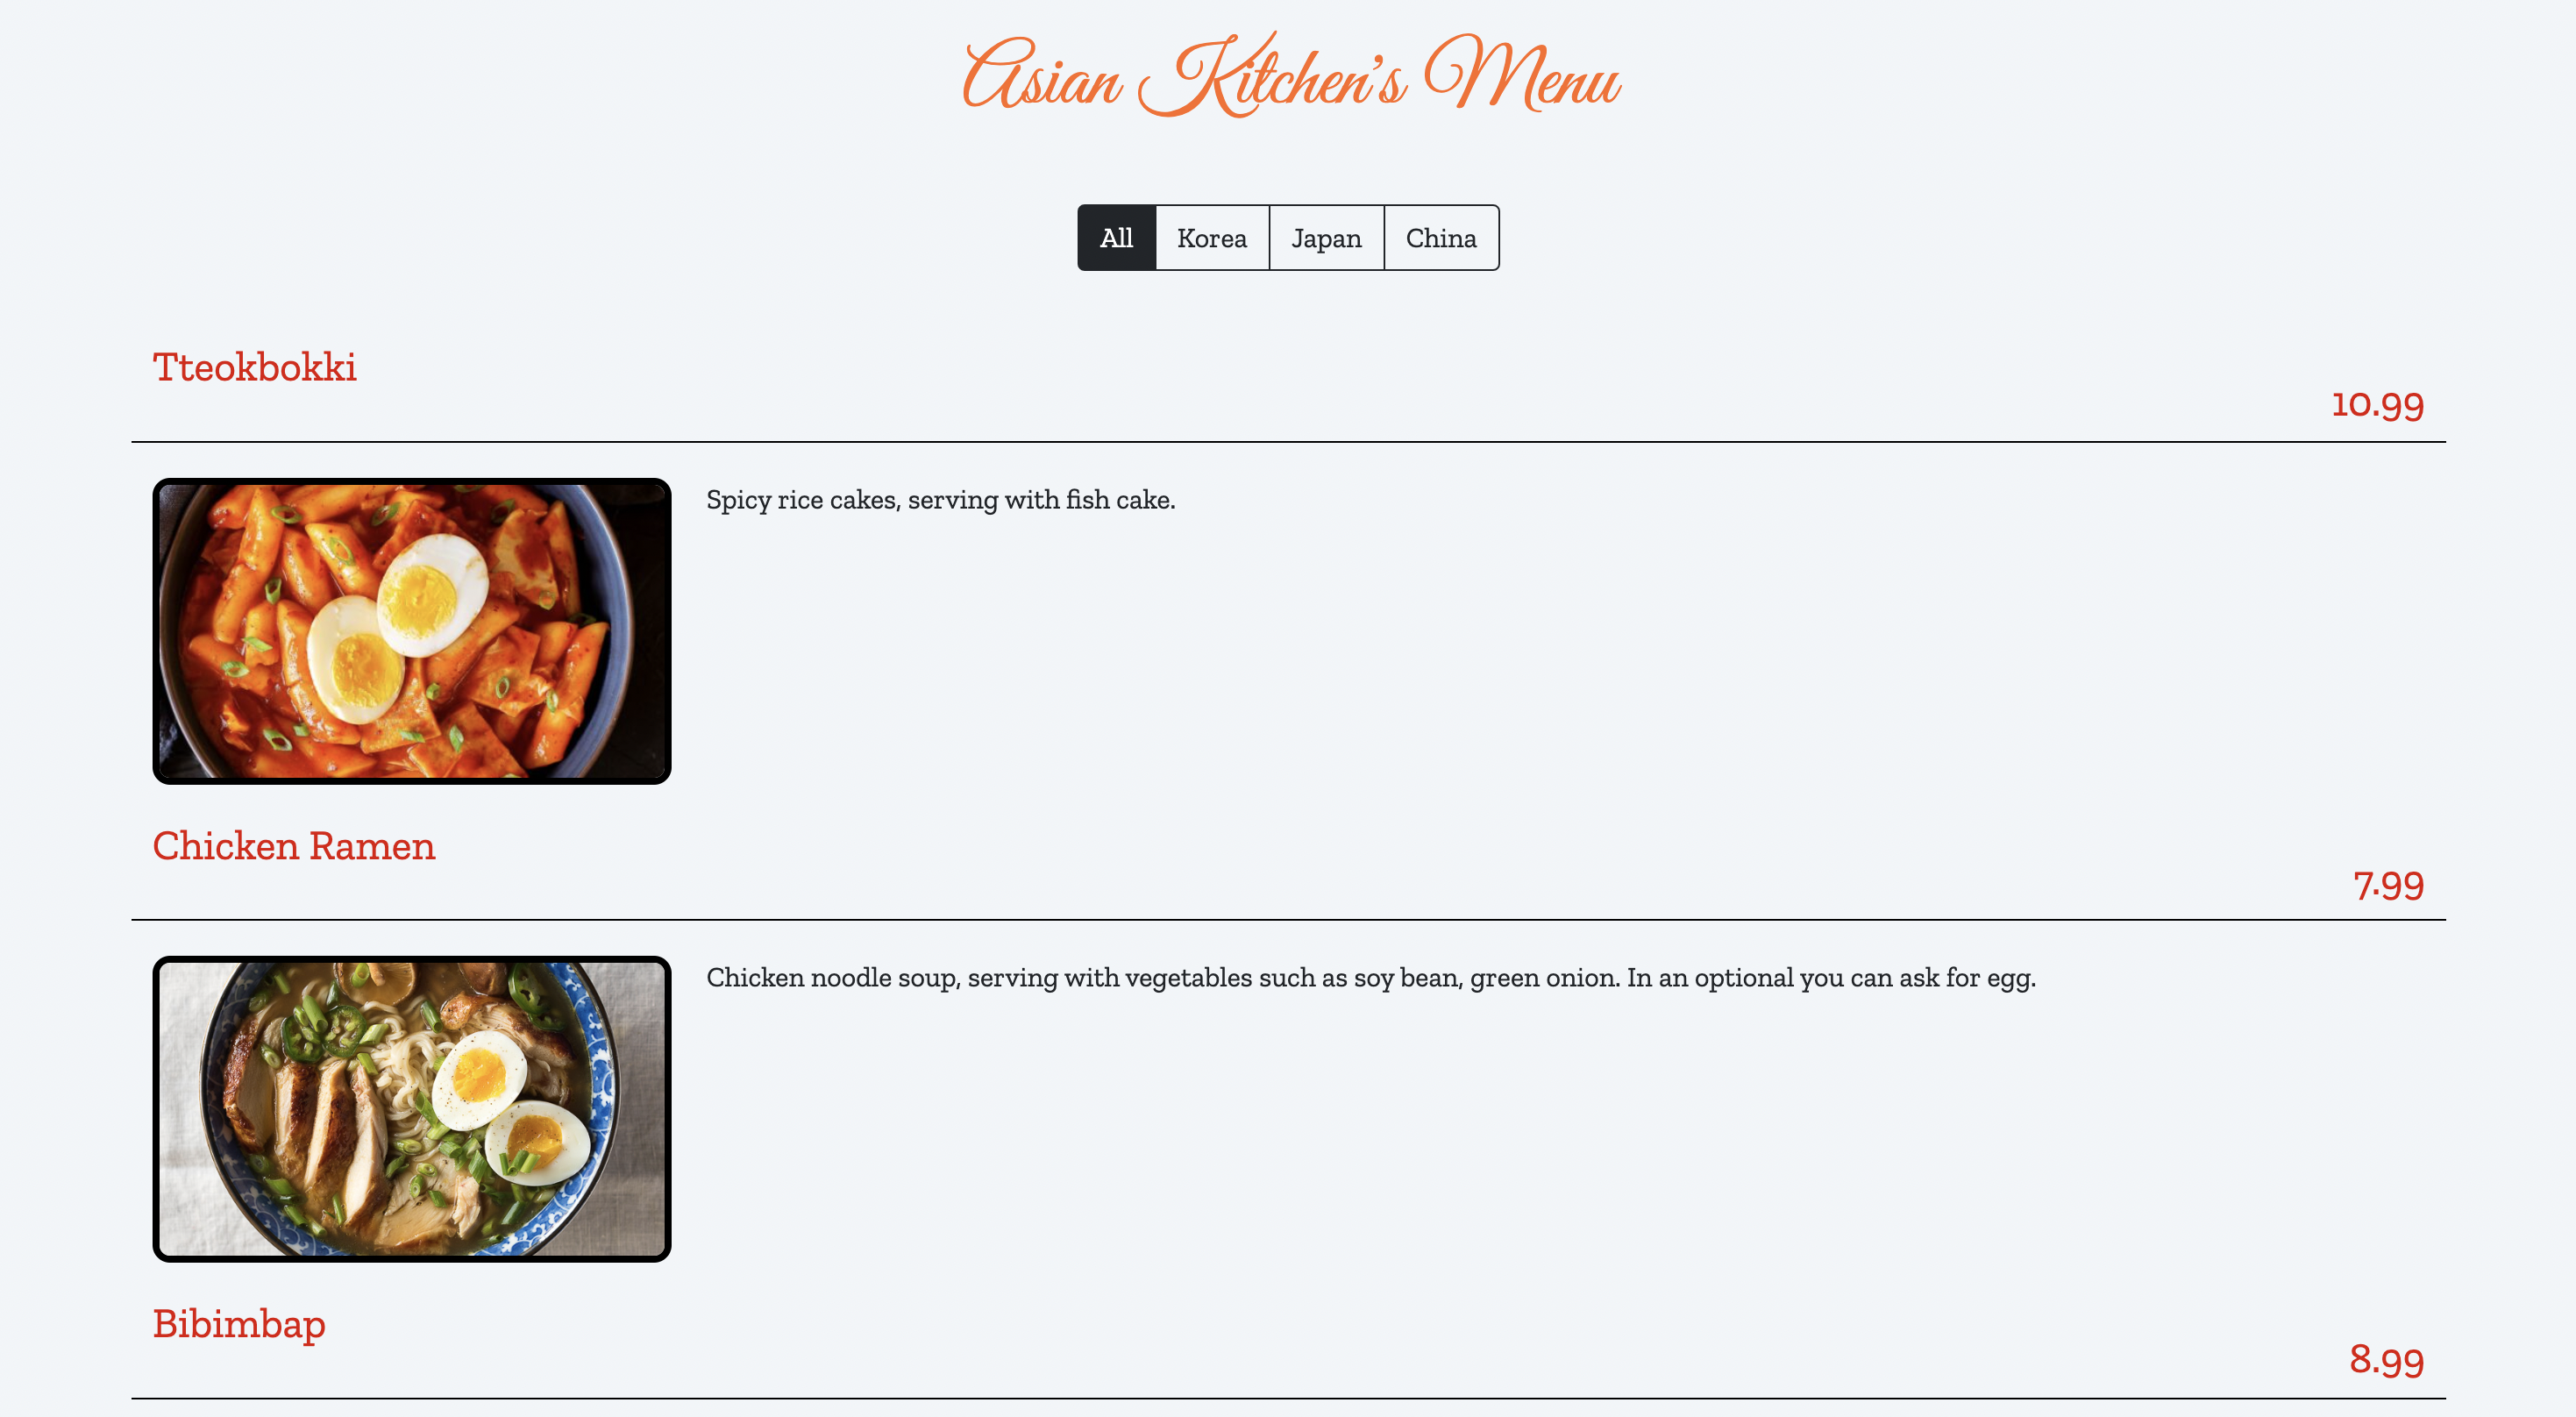 Asian Kitchen's Menu
All Korea Japan China
Tteokbokki
10.99
Spicy rice cakes, serving with fish cake.
Chicken Ramen
7.99
Chicken noodle soup, serving with vegetables such as soy bean, green onion. In an optional you can ask for egg.
Bibimbap
8.99